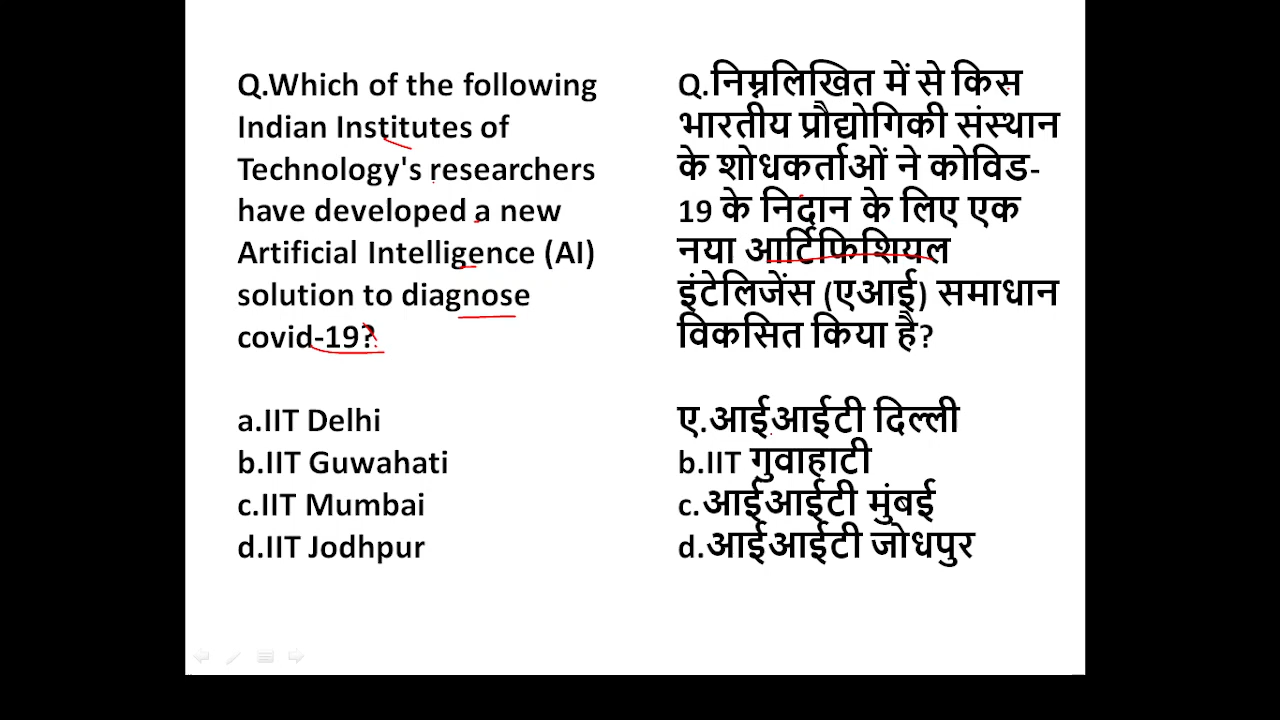 Q.Which of the following
Indian Institutes of
Technology's researchers
have developed a new
Artificial Intelligence (AI)
solution to diagnose
covid-19?
a.IIT Delhi
b.IIT Guwahati
c.IIT Mumbai
d.IIT Jodhpur
Q.निम्नलिखित में से किस
भारतीय प्रौद्योगिकी संस्थान
के शोधकर्ताओं ने कोविड-
19 के निदान के लिए एक
नया आर्टिफिशियल
इंटेलिजेंस (एआई) समाधान
विकसित किया है?
ए.आईआईटी दिल्ली
b.IIT गुवाहाटी
c.आईआईटी मुंबई
d.आईआईटी जोधपुर